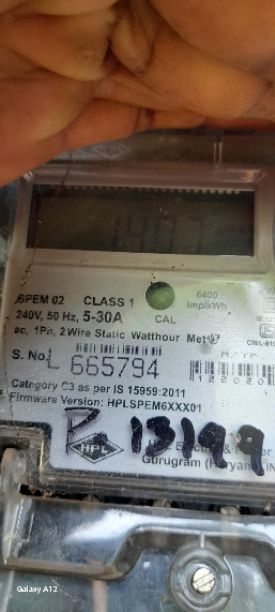 SPEM 02 CLASS 1 6400 imp/kWh
240V, 50 Hz, 5-30A CAL
ac, 1Ph, 2 Wire Static Watthour Meter
S. No L 665794
Category C3 as per IS 15959:2011
Firmware Version: HPLSPEM6XXX01
R- 13199
HPL Electric & Power
Gurugram (Haryana)
Galaxy A12